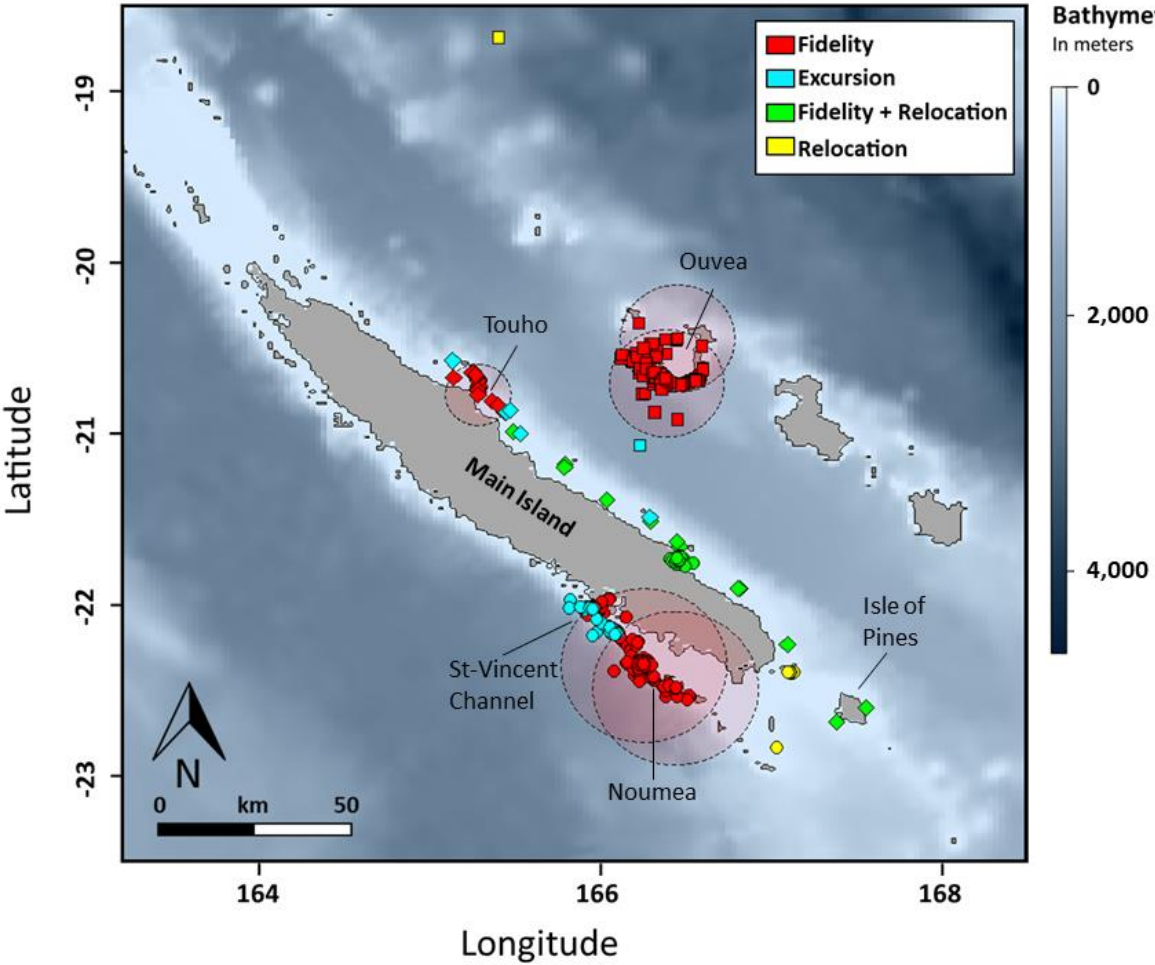 Bathyme
In meters
Fidelity
Excursion
Fidelity + Relocation
Relocation
0
2,000
4,000
-19
-20
-21
-22
-23
Latitude
Ouvea
Touho
Main Island
Isle of
Pines
St-Vincent
Channel
Noumea
N
0 km 50
164 166 168
Longitude